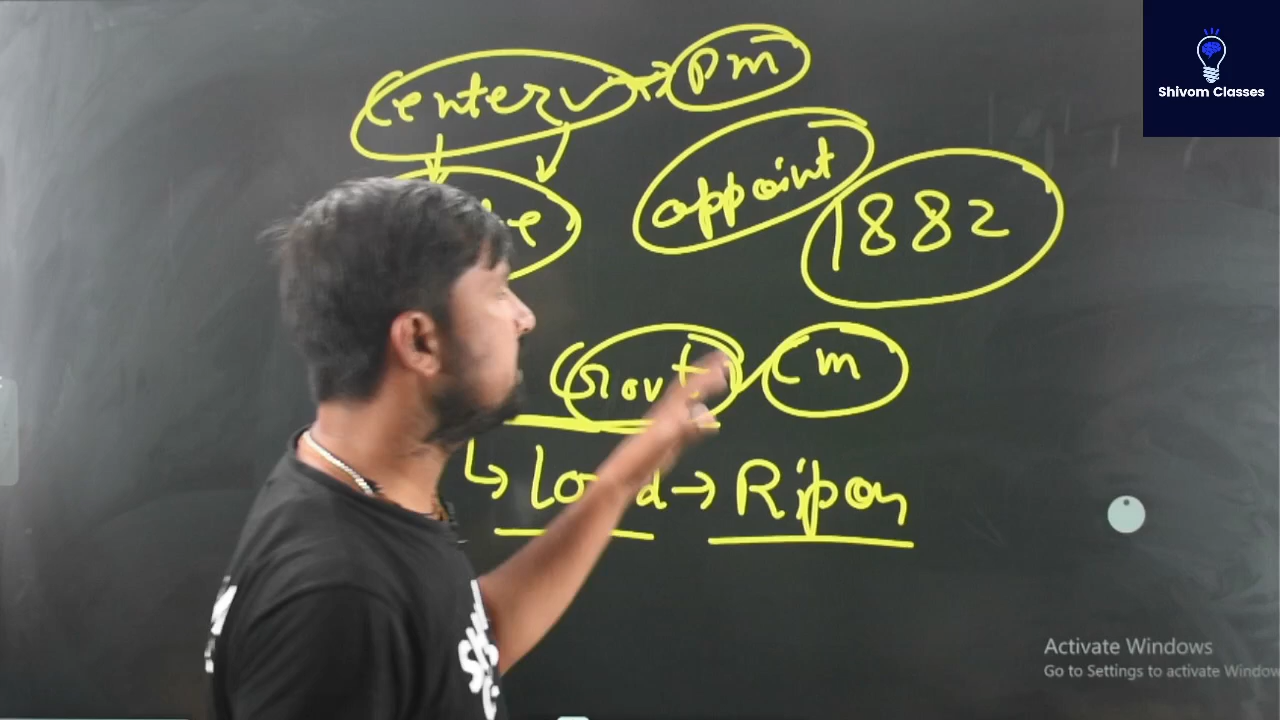 Center → Pm
appoint 1882
Govt. Cm
↳ Lord → Ripon
Shivom Classes
Activate Windows
Go to Settings to activate Window